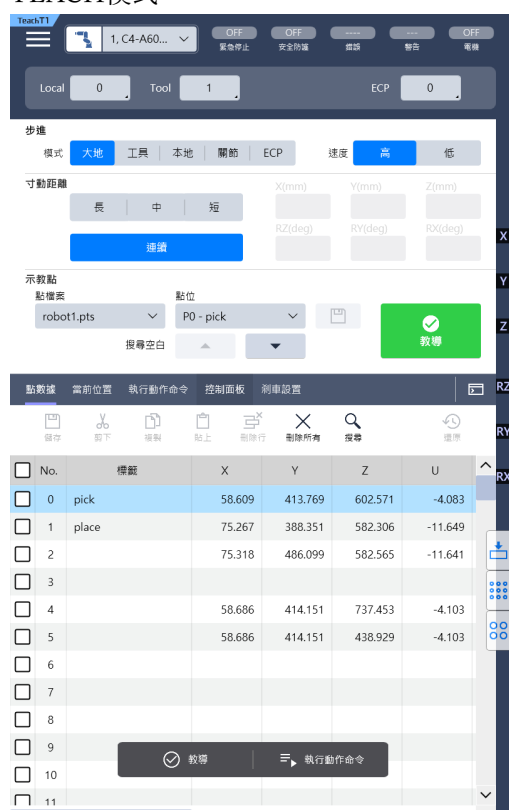 TEACH模式
TeachT1
1, C4-A60...
OFF OFF ---- --- OFF
緊急停止 安全防護 錯誤 警告 電機
Local 0 Tool 1 ECP 0
步進
模式 大地 工具 本地 關節 ECP 速度 高 低
寸動距離
X(mm) Y(mm) Z(mm)
長 中 短
RZ(deg) RY(deg) RX(deg)
連續
X
Y
Z
RZ
RY
RX
示教點
點檔案 點位
robot1.pts P0 - pick
搜尋空白
教導
點數據 當前位置 執行動作命令 控制面板 剎車設置
儲存 剪下 複製 貼上 刪除行 刪除所有 搜尋 還原
No. 標籤 X Y Z U
0 pick 58.609 413.769 602.571 -4.083
1 place 75.267 388.351 582.306 -11.649
2 75.318 486.099 582.565 -11.641
3
4 58.686 414.151 737.453 -4.103
5 58.686 414.151 438.929 -4.103
6
7
8
9
教導 執行動作命令
10
11